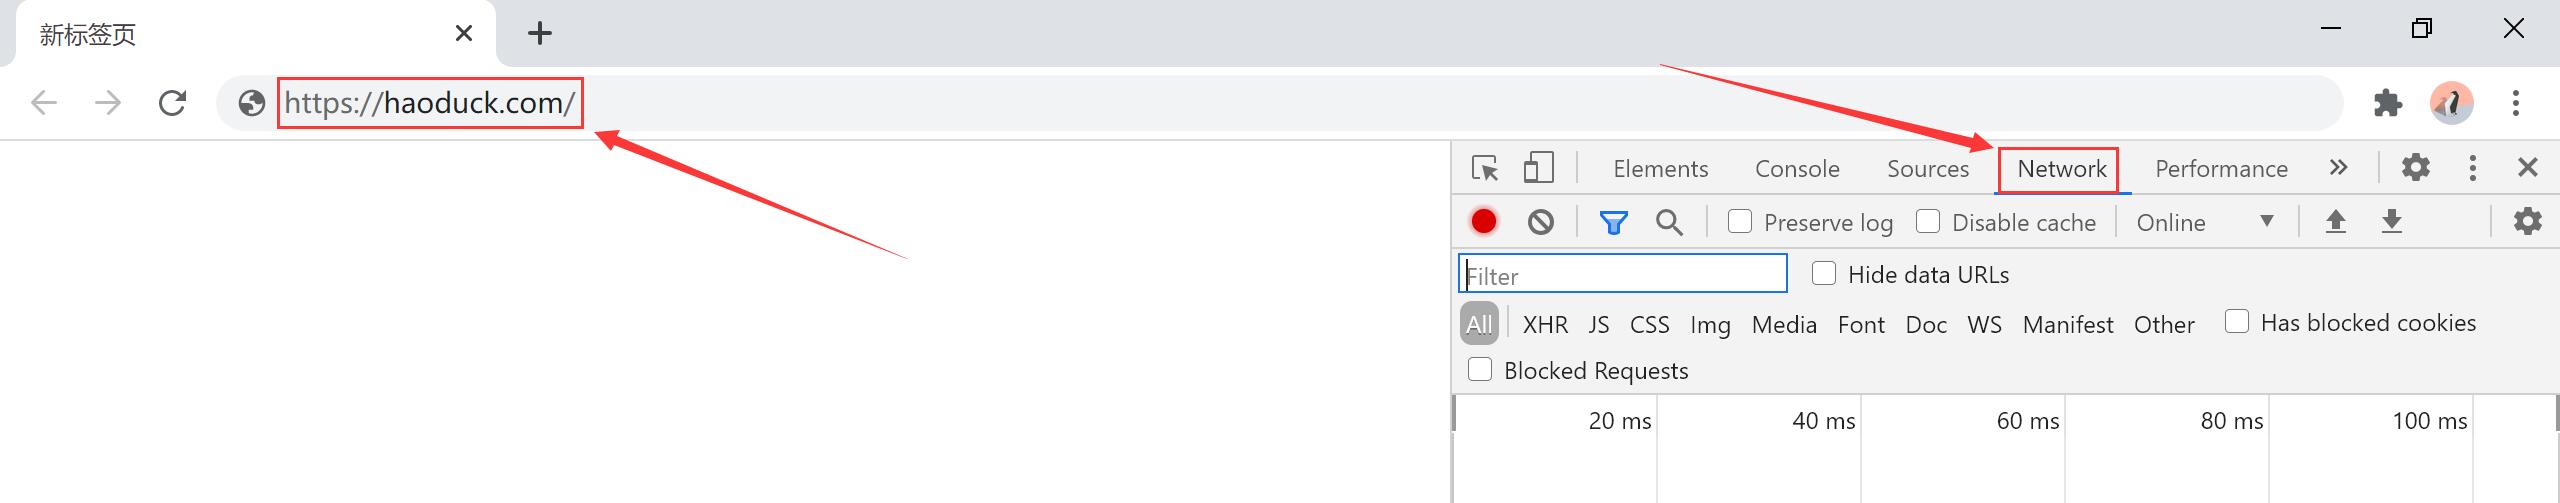 新标签页
https://haoduck.com/
Elements Console Sources Network Performance
Preserve log Disable cache Online
Filter Hide data URLs
All XHR JS CSS Img Media Font Doc WS Manifest Other Has blocked cookies
Blocked Requests
20 ms 40 ms 60 ms 80 ms 100 ms